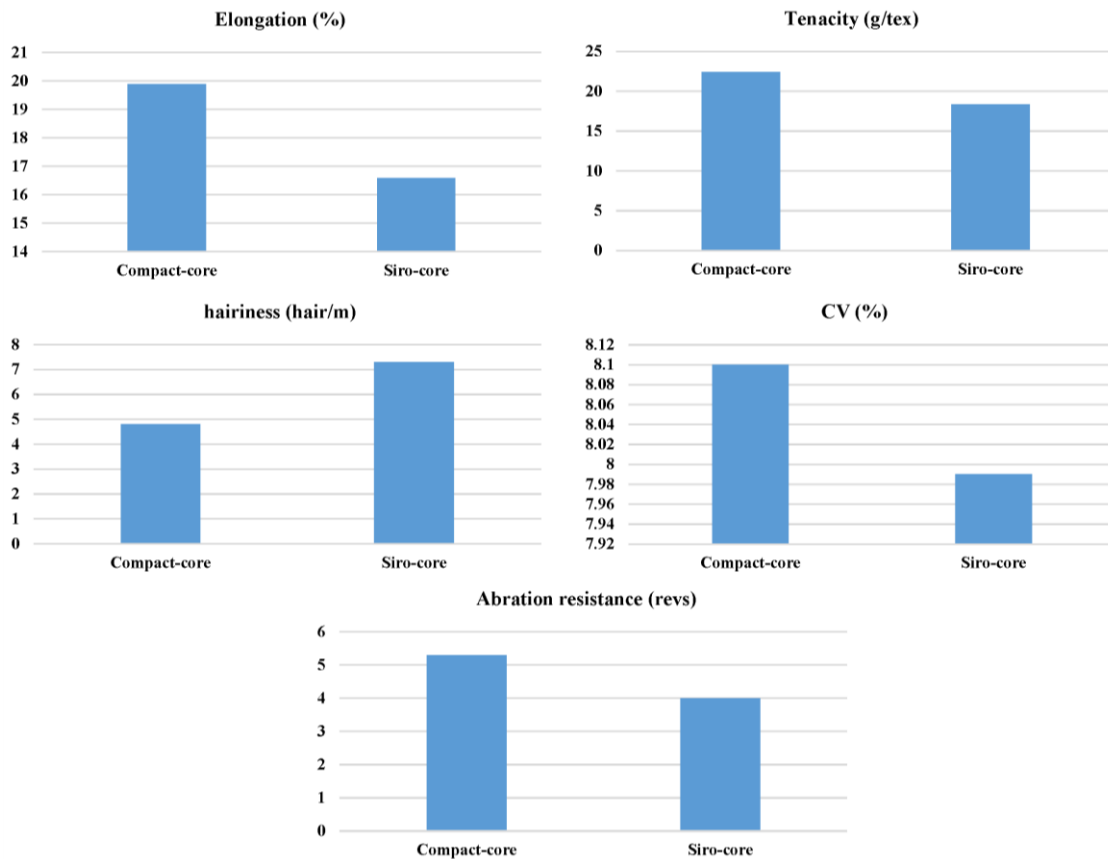 Elongation (%)
21
20
19
18
17
16
15
14
Compact-core
Siro-core
Tenacity (g/tex)
25
20
15
10
5
0
Compact-core
Siro-core
hairiness (hair/m)
8
7
6
5
4
3
2
1
0
Compact-core
Siro-core
CV (%)
8.12
8.1
8.08
8.06
8.04
8.02
8
7.98
7.96
7.94
7.92
Compact-core
Siro-core
Abration resistance (revs)
6
5
4
3
2
1
0
Compact-core
Siro-core